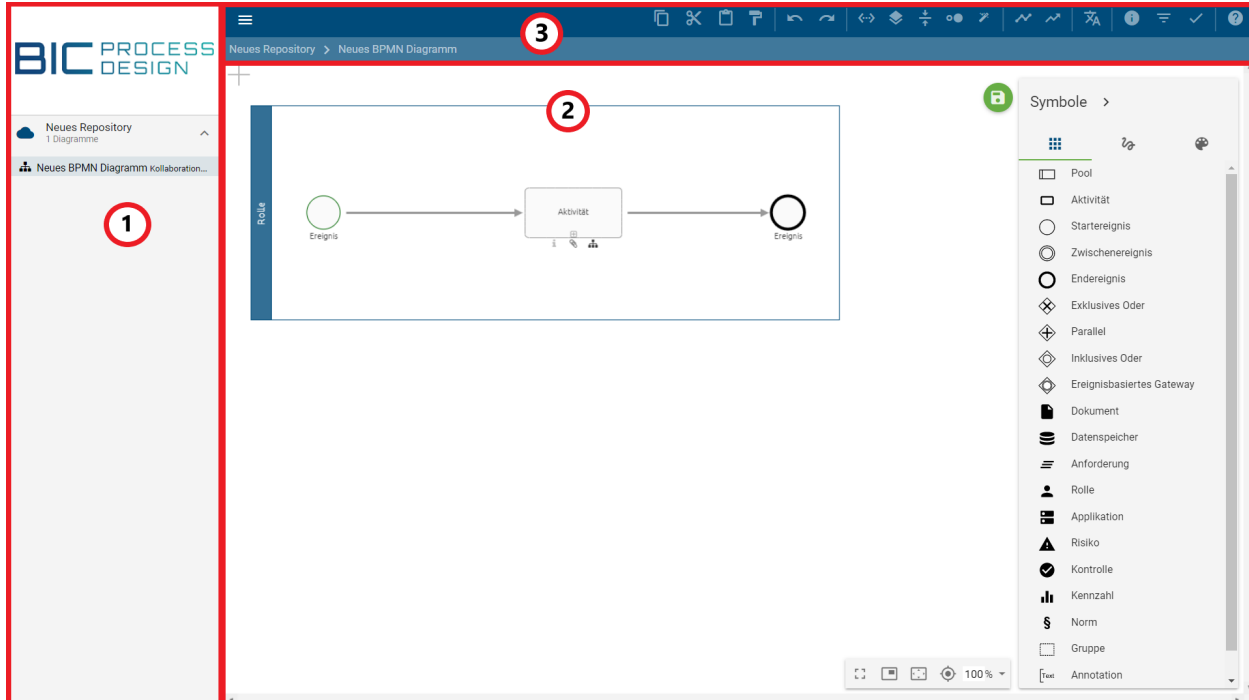 BIC PROCESS
DESIGN
Neues Repository
1 Diagramme
Neues BPMN Diagramm Kollaboration...
1
3
Neues Repository > Neues BPMN Diagramm
2
Rolle
Ereignis
Aktivität
Ereignis
Symbole >
Pool
Aktivität
Startereignis
Zwischenereignis
Endereignis
Exklusives Oder
Parallel
Inklusives Oder
Ereignisbasiertes Gateway
Dokument
Datenspeicher
Anforderung
Rolle
Applikation
Risiko
Kontrolle
Kennzahl
§ Norm
Gruppe
Text Annotation
100 %